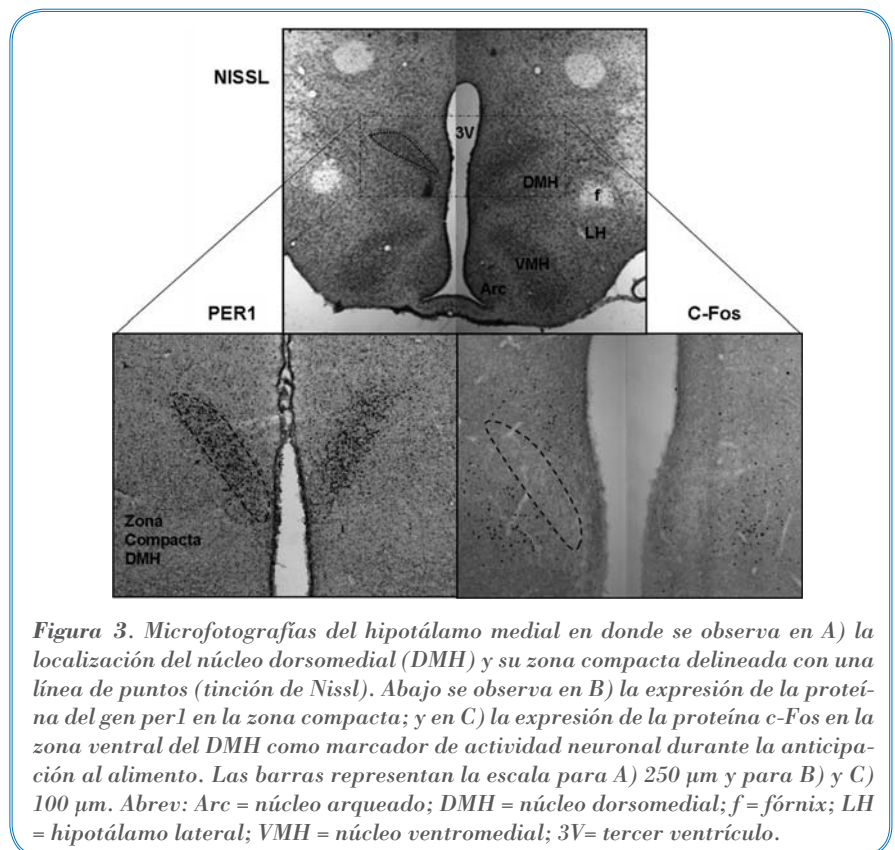 NISSL
3V
DMH
f
LH
VMH
Arc
PER1
C-Fos
Zona
Compacta
DMH
Figura 3. Microfotografías del hipotálamo medial en donde se observa en A) la
localización del núcleo dorsomedial (DMH) y su zona compacta delineada con una
línea de puntos (tinción de Nissl). Abajo se observa en B) la expresión de la proteí-
na del gen per1 en la zona compacta; y en C) la expresión de la proteína c-Fos en la
zona ventral del DMH como marcador de actividad neuronal durante la anticipa-
ción al alimento. Las barras representan la escala para A) 250 µm y para B) y C)
100 µm. Abrev: Arc = núcleo arqueado; DMH = núcleo dorsomedial; f = fórnix; LH
= hipotálamo lateral; VMH = núcleo ventromedial; 3V= tercer ventrículo.